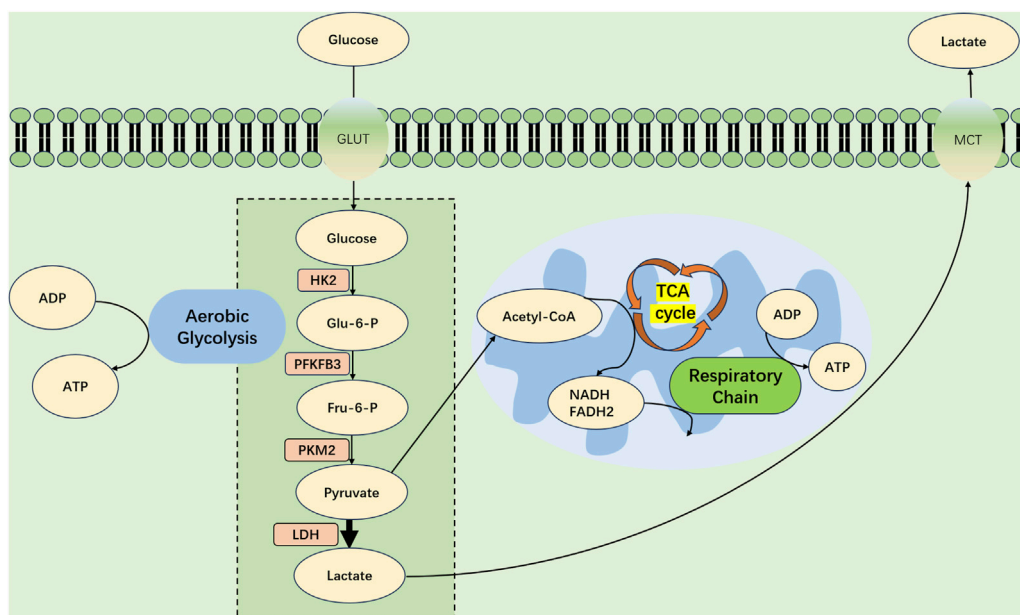 Glucose
Lactate
GLUT
MCT
Glucose
HK2
Glu-6-P
PFKFB3
Fru-6-P
PKM2
Pyruvate
LDH
Lactate
ADP
Aerobic
Glycolysis
ATP
Acetyl-CoA
TCA
cycle
NADH
FADH2
Respiratory
Chain
ADP
ATP